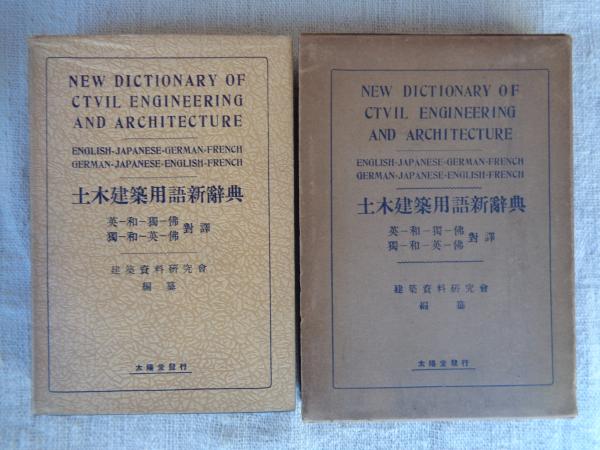 NEW DICTIONARY OF
CTVIL ENGINEERING
AND ARCHITECTURE
ENGLISH-JAPANESE-GERMAN-FRENCH
GERMAN-JAPANESE-ENGLISH-FRENCH
土木建築用語新辭典
英-和-獨-佛
獨-和-英-佛
對譯
建築資料研究會
編纂
太陽堂發行
NEW DICTIONARY OF
CTVIL ENGINEERING
AND ARCHITECTURE
ENGLISH-JAPANESE-GERMAN-FRENCH
GERMAN-JAPANESE-ENGLISH-FRENCH
土木建築用語新辭典
英-和-獨-佛
獨-和-英-佛
對譯
建築資料研究會
編纂
太陽堂發行